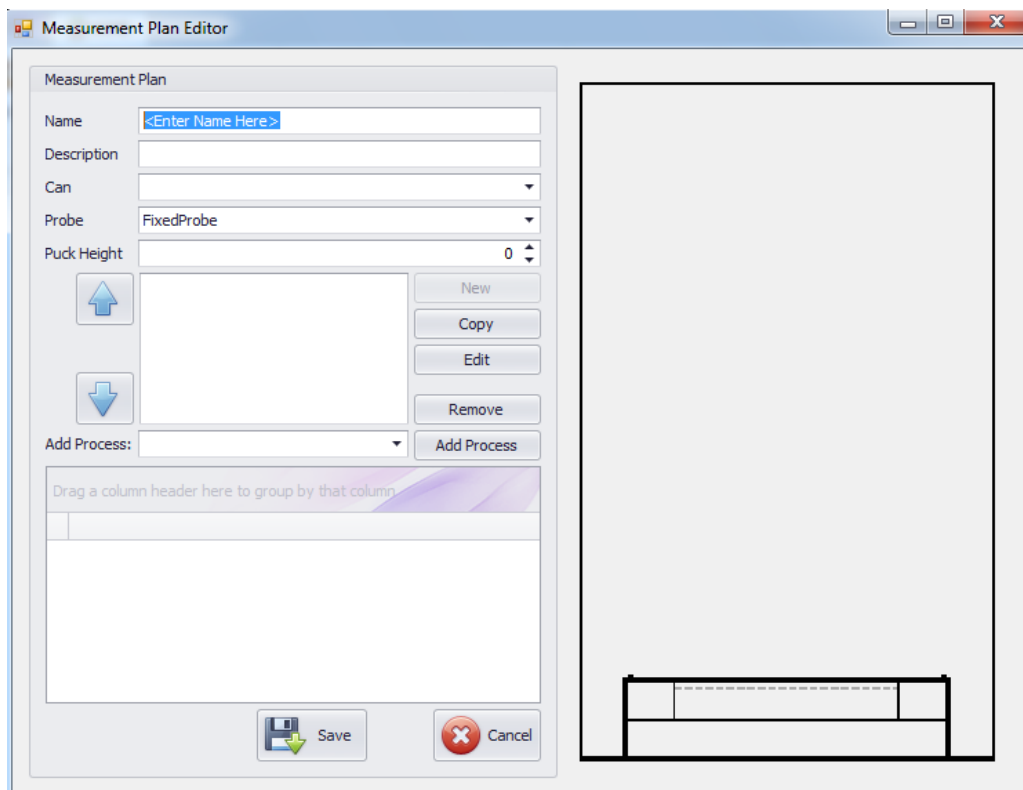 Measurement Plan Editor
Measurement Plan
Name <Enter Name Here>
Description
Can
Probe FixedProbe
Puck Height 0
New
Copy
Edit
Remove
Add Process: Add Process
Drag a column header here to group by that column
Save Cancel